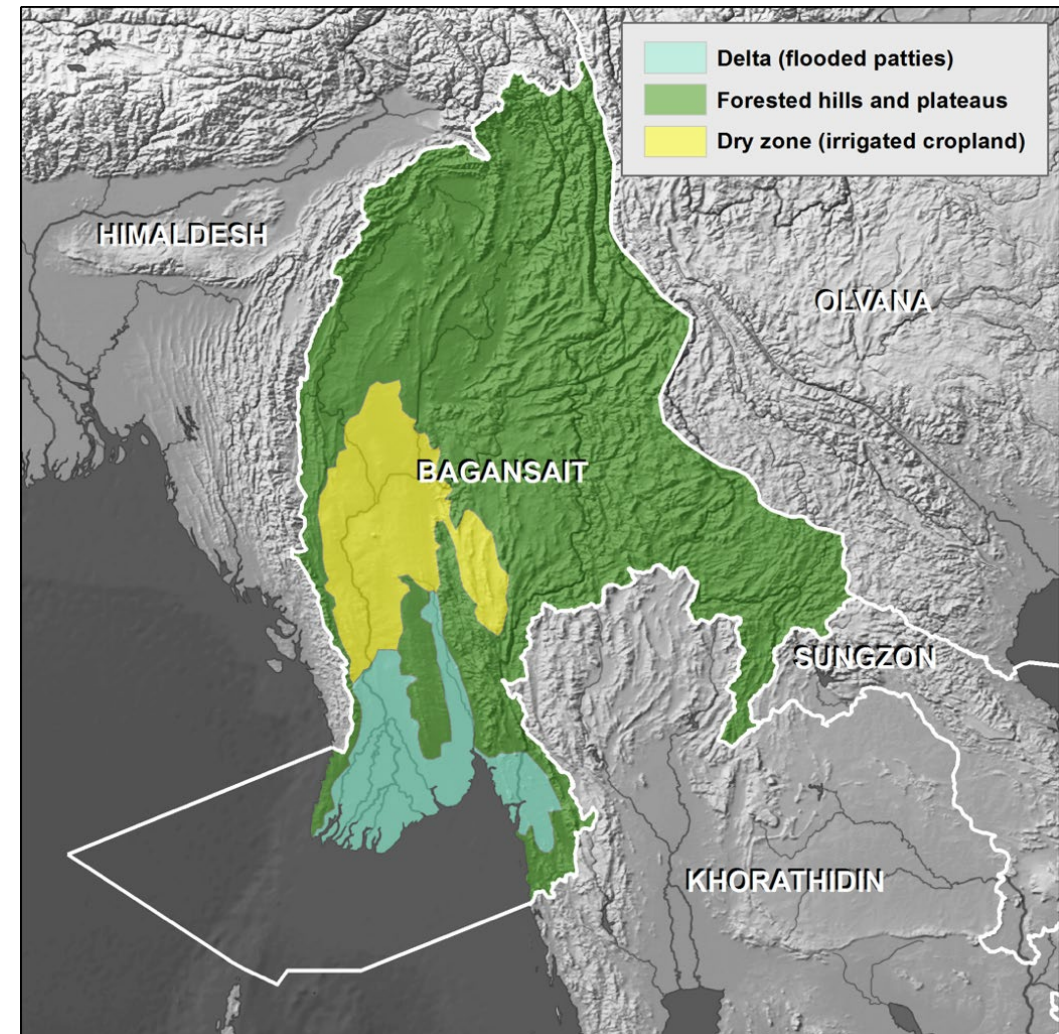 Delta (flooded patties)
Forested hills and plateaus
Dry zone (irrigated cropland)
HIMALDESH
OLVANA
BAGANSAIT
SUNGZON
KHORATHIDIN